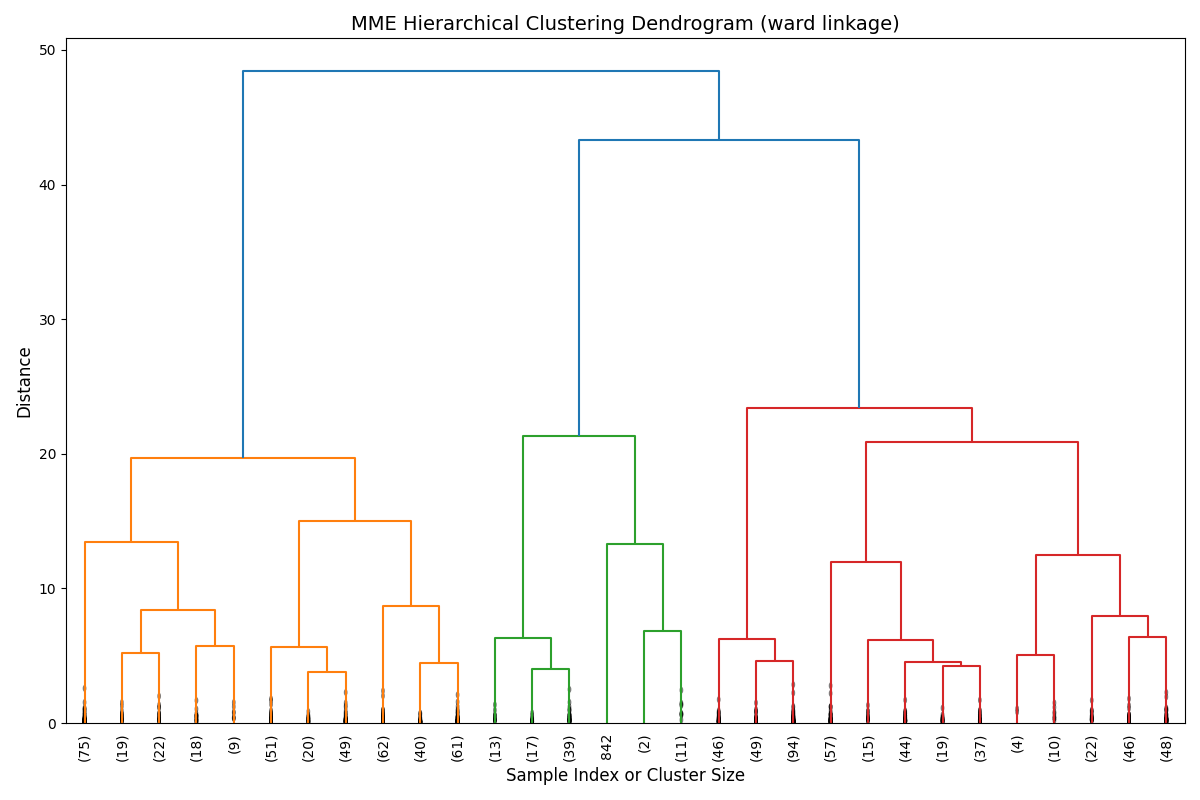 MME Hierarchical Clustering Dendrogram (ward linkage)
50
40
30
20
10
0
Distance
(75) (19) (22) (18) (9) (51) (20) (49) (62) (40) (61) (13) (17) (39) 842 (2) (11) (46) (49) (94) (57) (15) (44) (19) (37) (4) (10) (22) (46) (48)
Sample Index or Cluster Size